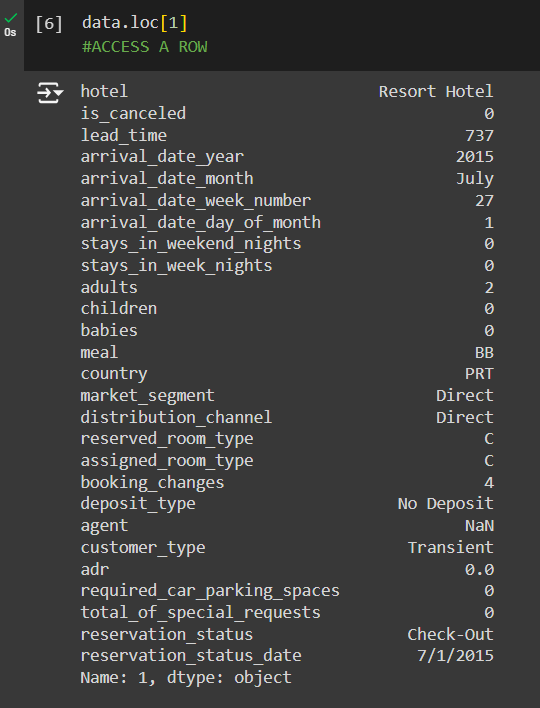 [6] data.loc[1]
0s
#ACCESS A ROW
hotel Resort Hotel
is_canceled 0
lead_time 737
arrival_date_year 2015
arrival_date_month July
arrival_date_week_number 27
arrival_date_day_of_month 1
stays_in_weekend_nights 0
stays_in_week_nights 0
adults 2
children 0
babies 0
meal BB
country PRT
market_segment Direct
distribution_channel Direct
reserved_room_type C
assigned_room_type C
booking_changes 4
deposit_type No Deposit
agent NaN
customer_type Transient
adr 0.0
required_car_parking_spaces 0
total_of_special_requests 0
reservation_status Check-Out
reservation_status_date 7/1/2015
Name: 1, dtype: object